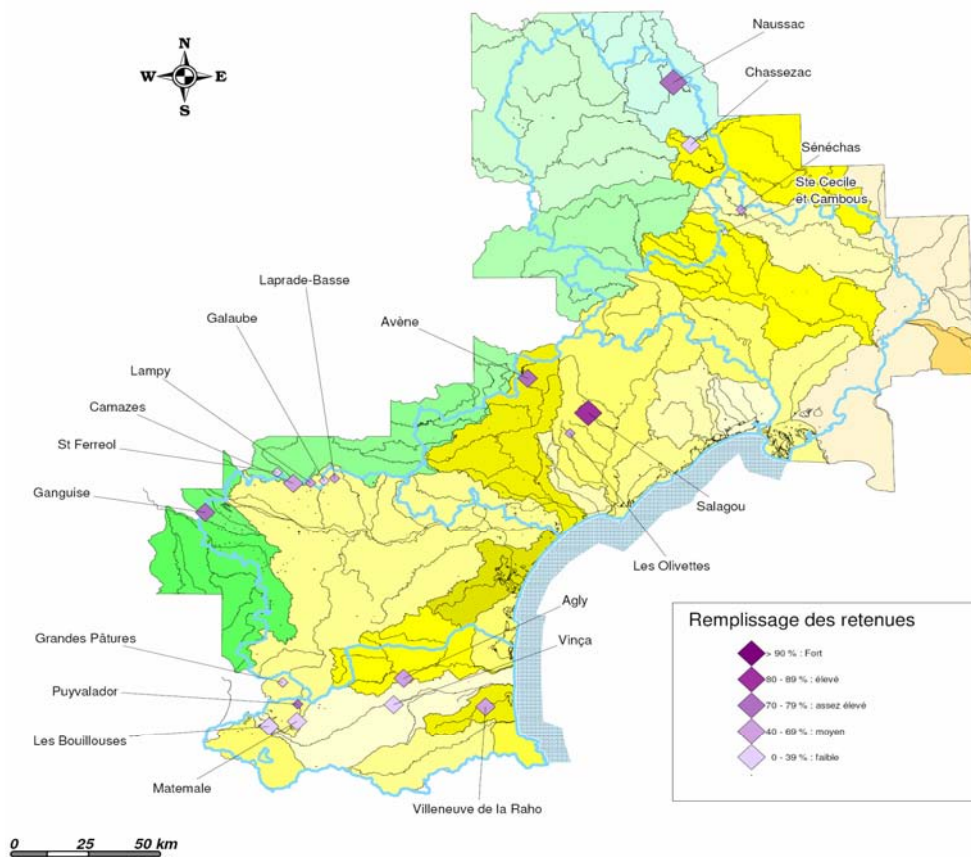 N
W E
S
Naussac
Chassezac
Sénéchas
Ste Cecile
et Cambous
Laprade-Basse
Galaube
Avène
Lampy
Camazes
St Ferreol
Ganguise
Salagou
Les Olivettes
Agly
Grandes Pâtures
Vinça
Puyvalador
Les Bouillouses
Matemale
Villeneuve de la Raho
Remplissage des retenues
> 90 % : Fort
80 - 89 % : élevé
70 - 79 % : assez élevé
40 - 69 % : moyen
0 - 39 % : faible
0 25 50 km